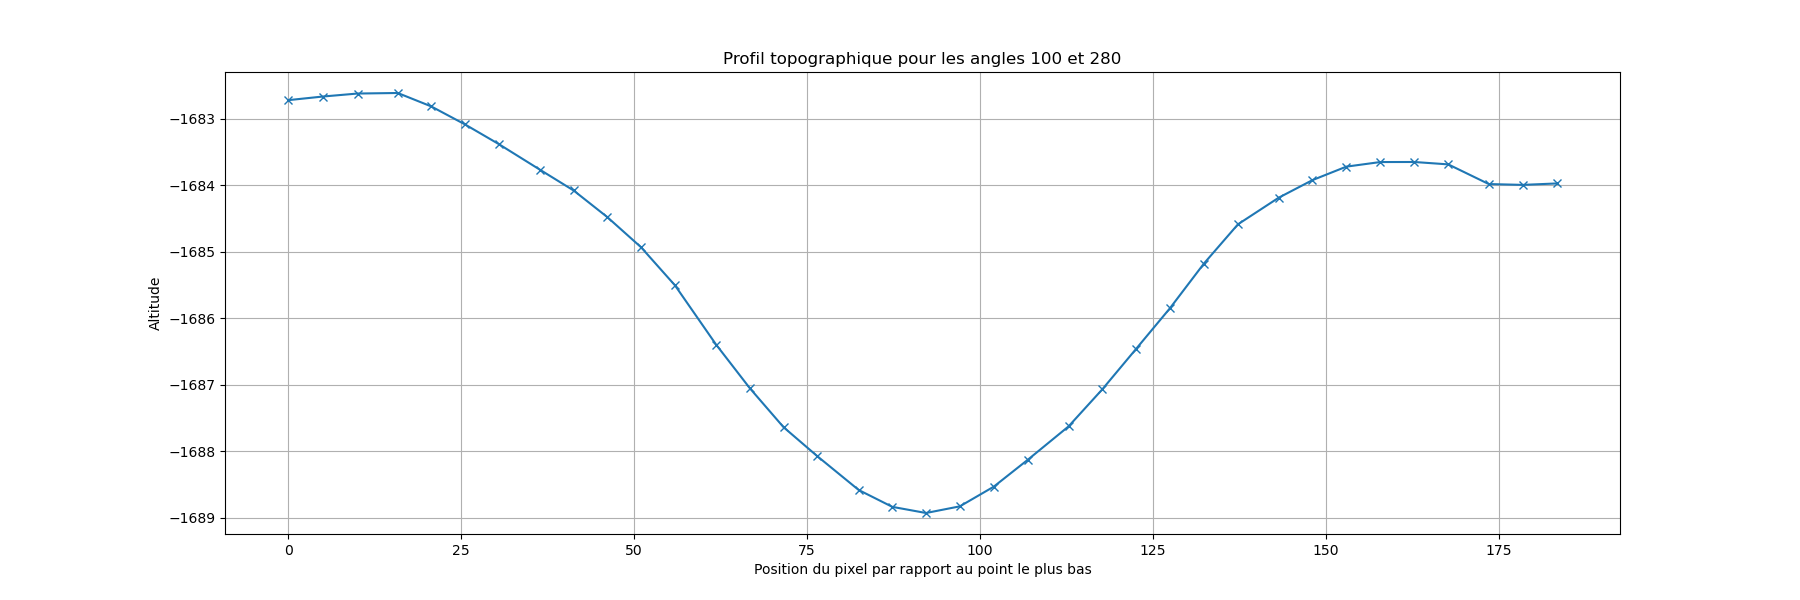 Profil topographique pour les angles 100 et 280
−1683
−1684
−1685
−1686
−1687
−1688
−1689
Altitude
0 25 50 75 100 125 150 175
Position du pixel par rapport au point le plus bas